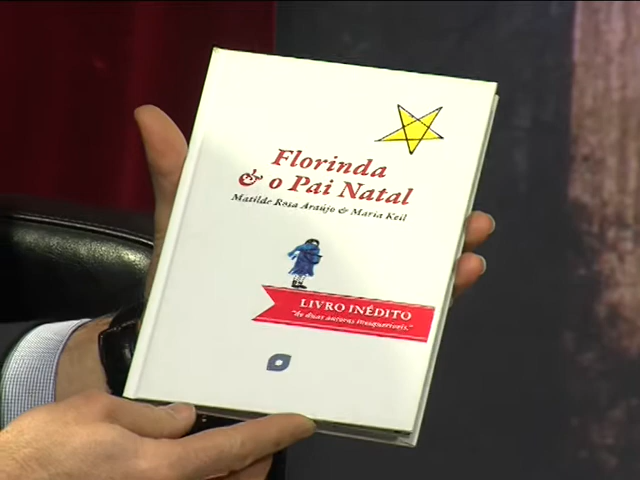 Florinda
& o Pai Natal
Matilde Rosa Araújo & Maria Keil
LIVRO INÉDITO
"de duas autoras inesquecíveis."